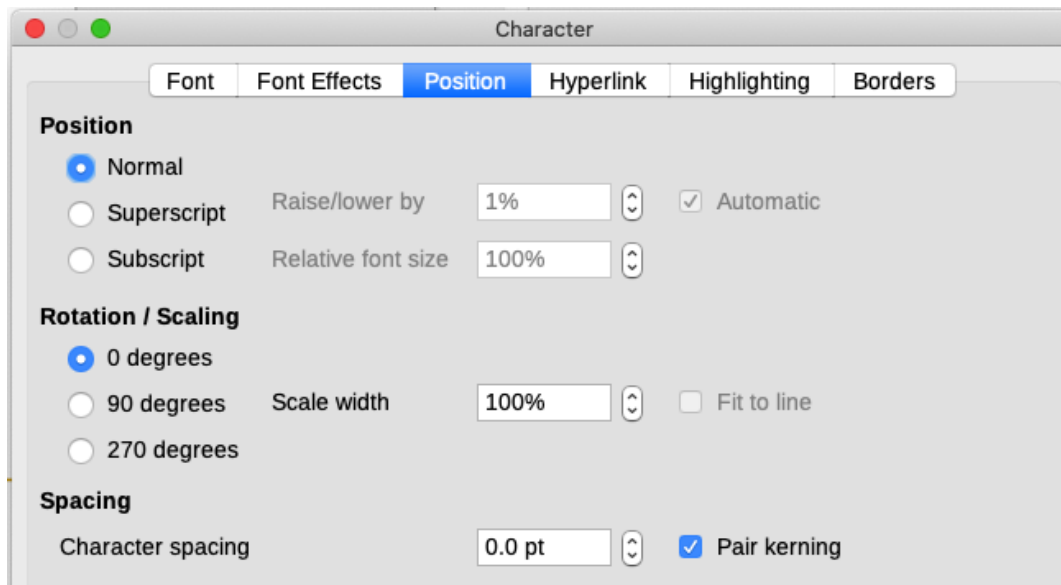 Character
Font Font Effects Position Hyperlink Highlighting Borders
Position
Normal
Superscript Raise/lower by 1% Automatic
Subscript Relative font size 100%
Rotation / Scaling
0 degrees
90 degrees Scale width 100% Fit to line
270 degrees
Spacing
Character spacing 0.0 pt Pair kerning